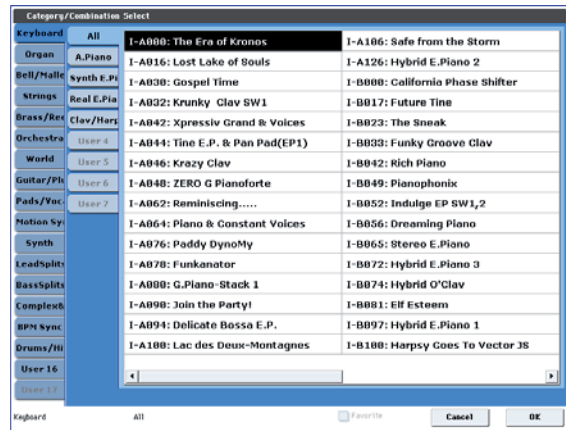 Category/Combination Select
Keyboard
Organ
Bell/Malle
Strings
Brass/Ree
Orchestra
World
Guitar/Plu
Pads/Voc.
Motion Sy
Synth
LeadSplits
BassSplits
Complex&
BPM Sync
Drums/Hi
User 16
User 17
All
A.Piano
Synth E.Pi
Real E.Pia
Clav/Harp
User 4
User 5
User 6
User 7
I-A000: The Era of Kronos
I-A016: Lost Lake of Souls
I-A030: Gospel Time
I-A032: Krunky Clav SW1
I-A042: Xpressiv Grand & Voices
I-A044: Tine E.P. & Pan Pad(EP1)
I-A046: Krazy Clav
I-A048: ZERO G Pianoforte
I-A062: Reminiscing.....
I-A064: Piano & Constant Voices
I-A076: Paddy DynoMy
I-A078: Funkanator
I-A080: G.Piano-Stack 1
I-A090: Join the Party!
I-A094: Delicate Bossa E.P.
I-A100: Lac des Deux-Montagnes
I-A106: Safe from the Storm
I-A126: Hybrid E.Piano 2
I-B000: California Phase Shifter
I-B017: Future Tine
I-B023: The Sneak
I-B033: Funky Groove Clav
I-B042: Rich Piano
I-B049: Pianophonix
I-B052: Indulge EP SW1,2
I-B056: Dreaming Piano
I-B065: Stereo E.Piano
I-B072: Hybrid E.Piano 3
I-B074: Hybrid O'Clav
I-B081: Elf Esteem
I-B097: Hybrid E.Piano 1
I-B100: Harpsy Goes To Vector JS
Keyboard
All
Favorite
Cancel
OK